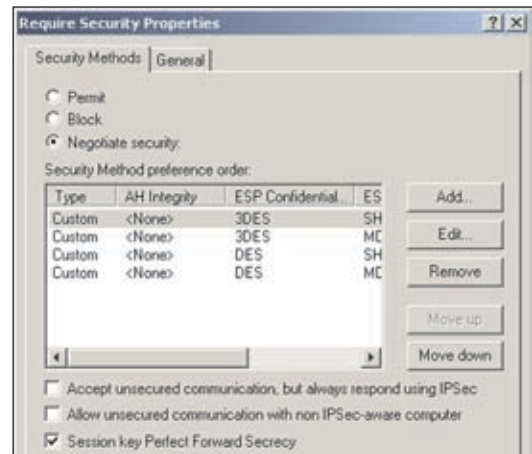 Require Security Properties
Security Methods General
Permit
Block
Negotiate security:
Security Method preference order:
Type AH Integrity ESP Confidential... ES
Custom <None> 3DES SH
Custom <None> 3DES MD
Custom <None> DES SH
Custom <None> DES MD
Add...
Edit...
Remove
Move up
Move down
Accept unsecured communication, but always respond using IPSec
Allow unsecured communication with non IPSec-aware computer
Session key Perfect Forward Secrecy